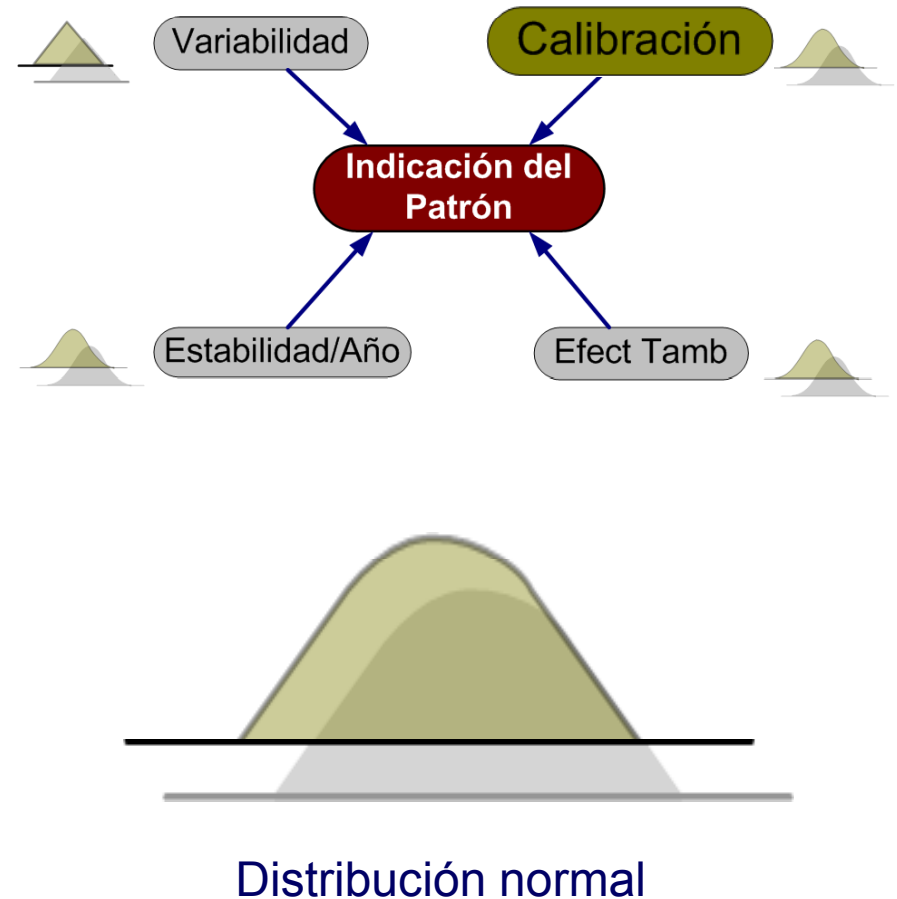 Variabilidad
Calibración
Indicación del
Patrón
Estabilidad/Año
Efect Tamb
Distribución normal